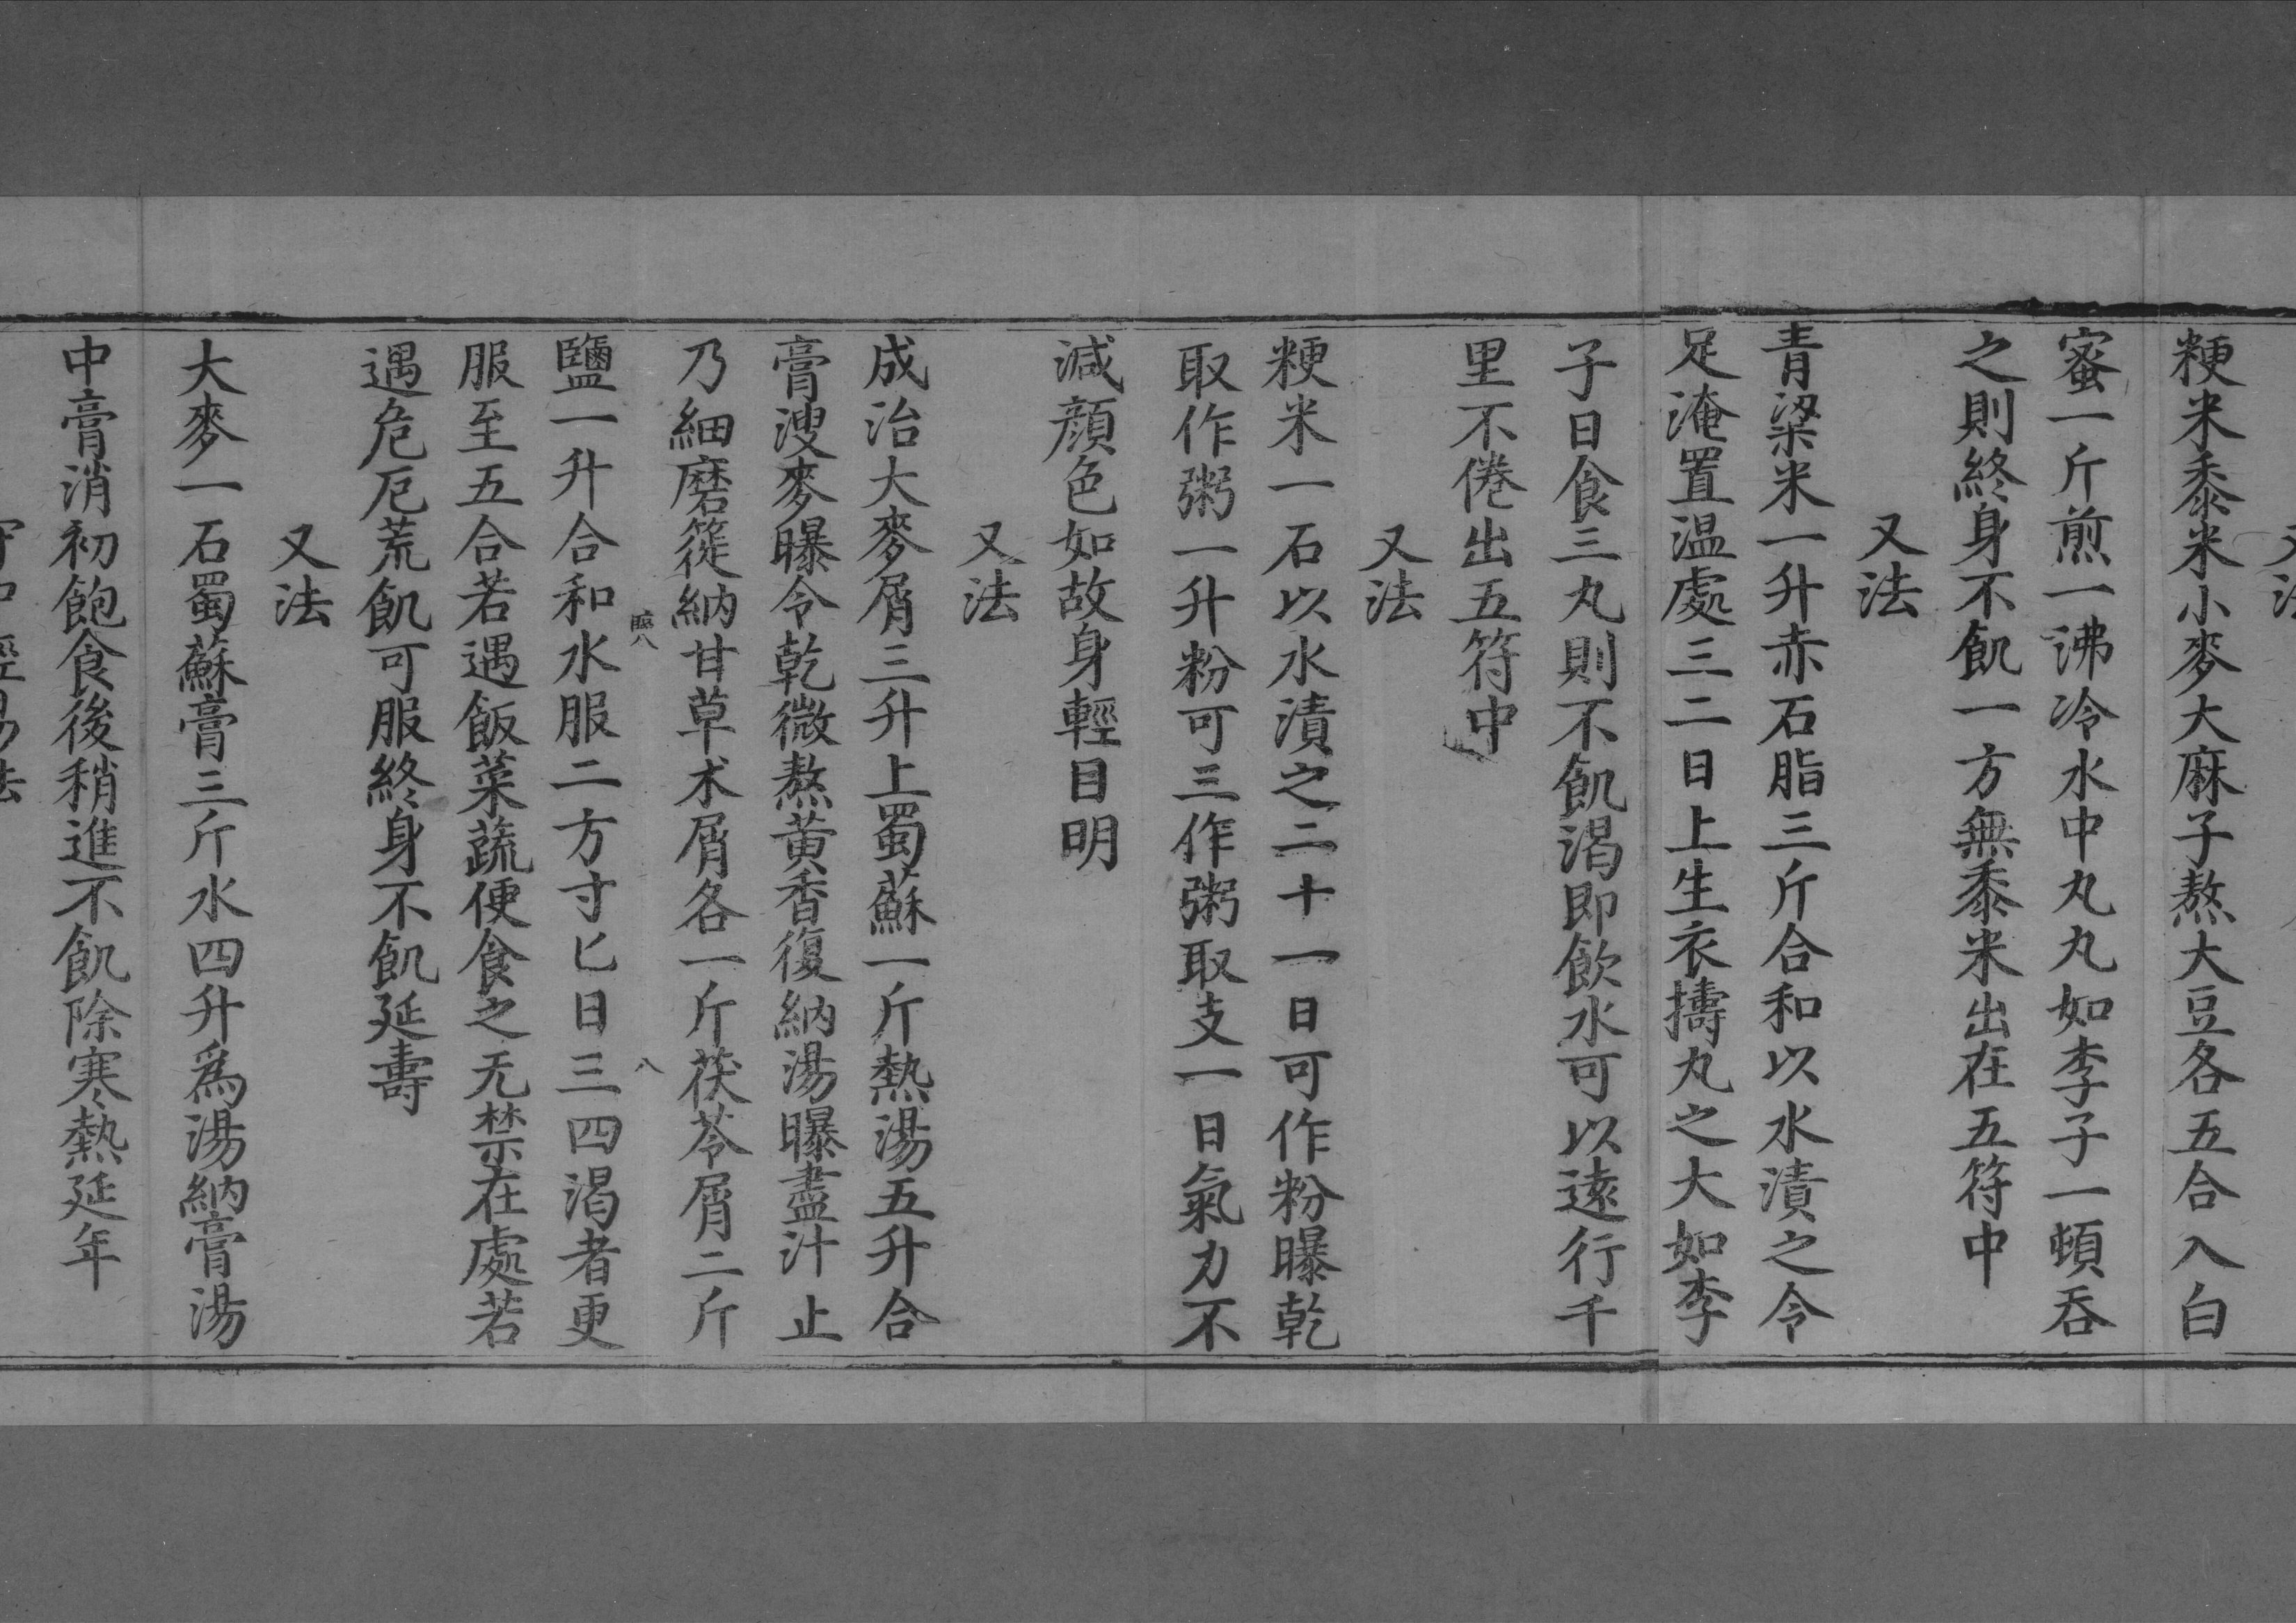 又法
粳米黍米小麥大麻子熬大豆各五合入白
蜜一斤煎一沸冷水中丸丸如李子一頓吞
之則終身不飢一方無黍米出在五符中
又法
青粱米一升赤石脂三斤合和以水漬之令
足淹置温處三二日上生衣擣丸之大如李
子日食三丸則不飢渴即飲水可以遠行千
里不倦出五符中
又法
粳米一石以水漬之二十一日可作粉曝乾
取作粥一升粉可三作粥取支一日氣力不
減顔色如故身輕目明
又法
成治大麥屑三升上蜀蘇一斤熱湯五升合
膏溲麥曝令乾微熬黄香復納湯曝盡汁止
乃細磨簁納甘草术屑各一斤茯苓屑二斤
八
鹽一升合和水服二方寸匕日三四渴者更
服至五合若遇飯菜蔬便食之无禁在處若
遇危厄荒飢可服終身不飢延壽
又法
大麥一石蜀蘇膏三斤水四升爲湯納膏湯
中膏消初飽食後稍進不飢除寒熱延年